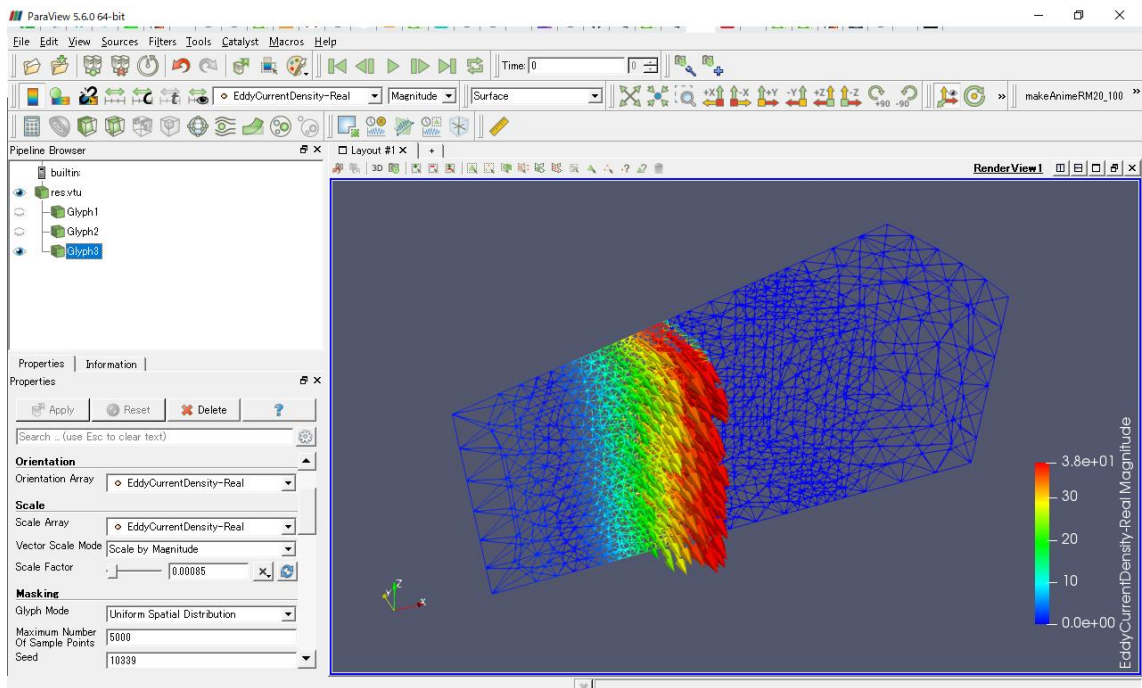 ParaView 5.6.0 64-bit
File Edit View Sources Filters Tools Catalyst Macros Help
Time: 0 0
EddyCurrentDensity-Real Magnitude Surface +X -X +Y -Y +Z -Z +90 -90 » makeAnimeRM20_100 »
Pipeline Browser
Layout #1 × +
3D
RenderView1
builtin:
res.vtu
Glyph1
Glyph2
Glyph3
Properties Information
Properties
Apply Reset Delete ?
Search ... (use Esc to clear text)
Orientation
Orientation Array EddyCurrentDensity-Real
Scale
Scale Array EddyCurrentDensity-Real
Vector Scale Mode Scale by Magnitude
Scale Factor 0.00085
Masking
Glyph Mode Uniform Spatial Distribution
Maximum Number Of Sample Points 5000
Seed 10339
Z
Y
X
3.8e+01
30
20
10
0.0e+00
EddyCurrentDensity-Real Magnitude